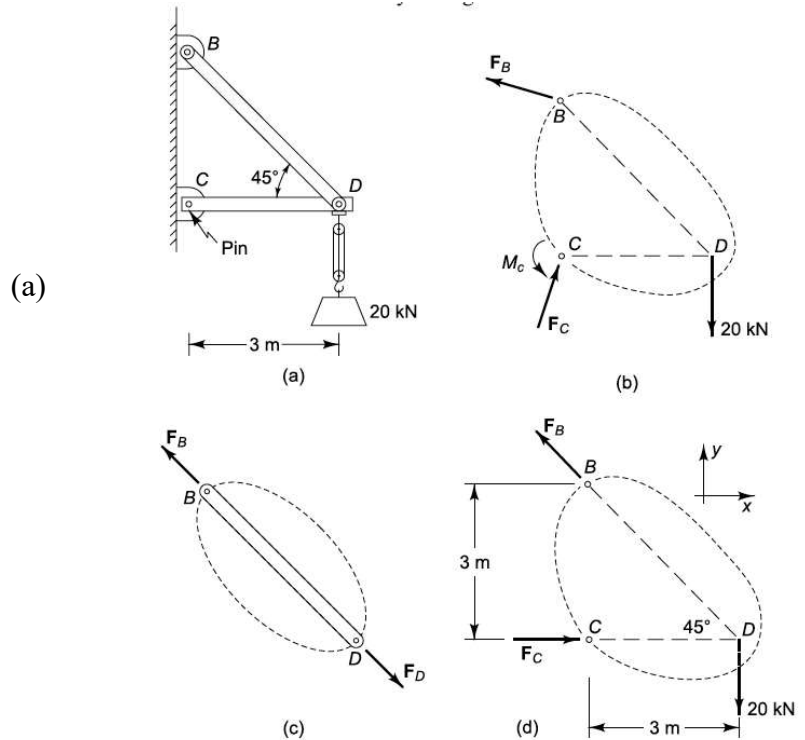 B
C
45°
D
Pin
20 kN
3 m
(a)
(a)
F_B
B
C
D
M_c
F_C
20 kN
(b)
F_B
B
D
F_D
(c)
F_B
B
y
x
3 m
C
45°
D
F_C
20 kN
3 m
(d)